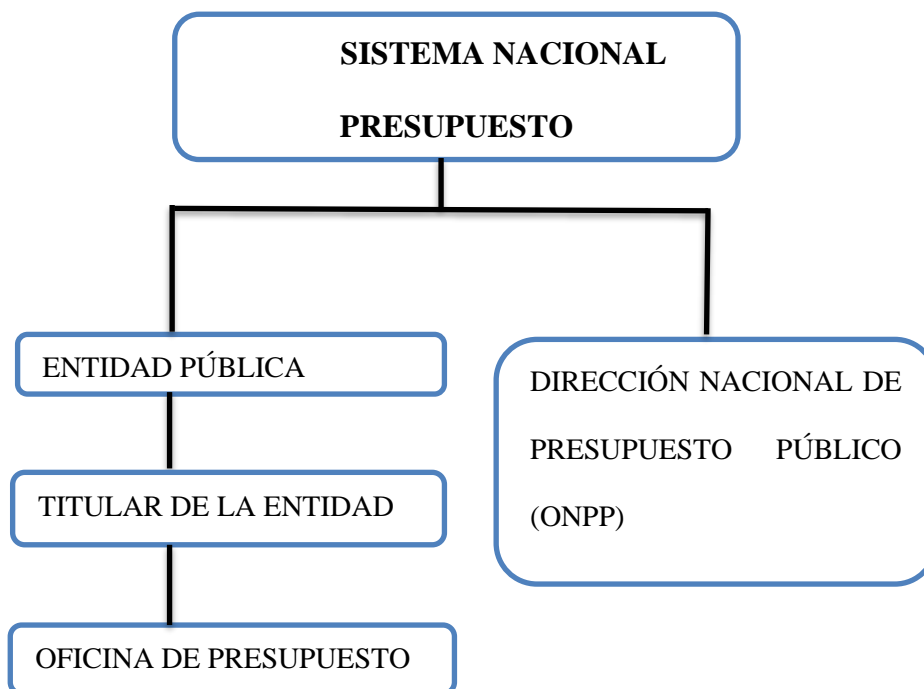 SISTEMA NACIONAL
PRESUPUESTO
ENTIDAD PÚBLICA
TITULAR DE LA ENTIDAD
OFICINA DE PRESUPUESTO
DIRECCIÓN NACIONAL DE
PRESUPUESTO PÚBLICO
(ONPP)